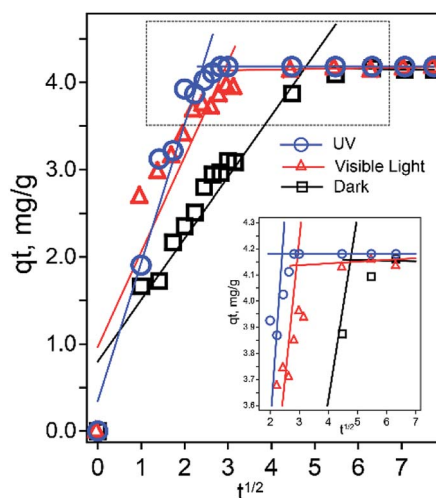 4.0
3.0
2.0
1.0
0.0
qt, mg/g
UV
Visible Light
Dark
4.3
4.2
4.1
4.0
3.9
3.8
3.7
3.6
qt, mg/g
2 3 4 5 6 7
t1/2
0 1 2 3 4 5 6 7
t1/2